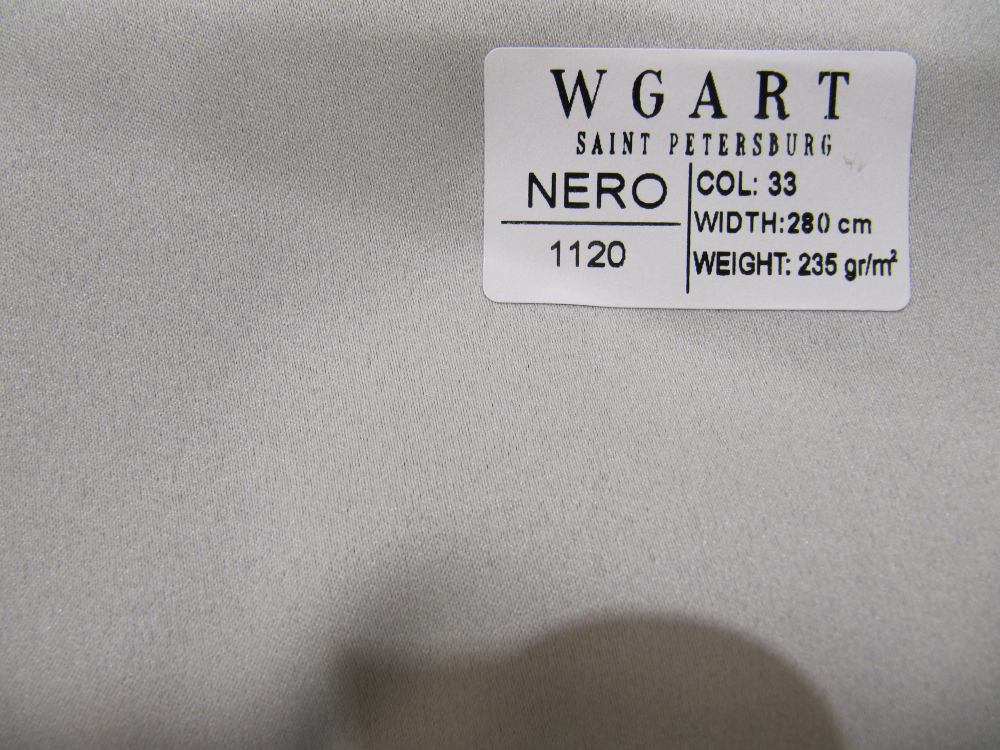 WGART
SAINT PETERSBURG
NERO
1120
COL: 33
WIDTH:280 cm
WEIGHT: 235 gr/m²